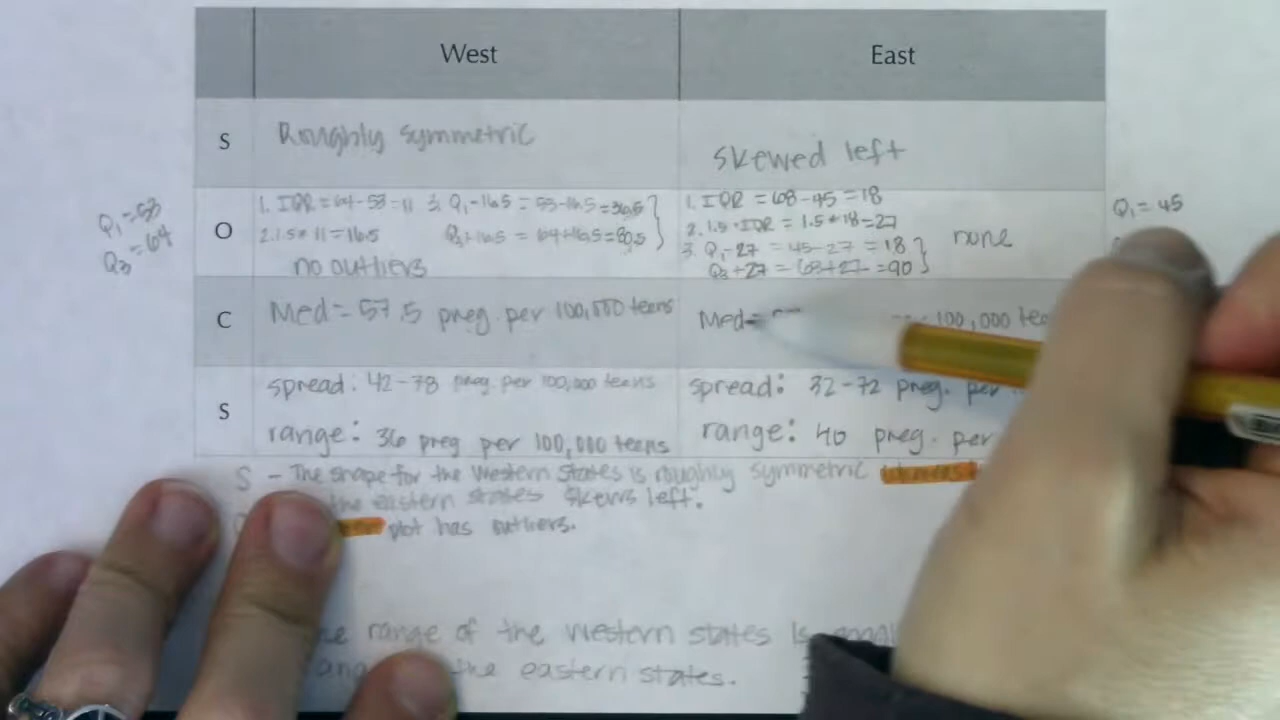 West East
S Roughly symmetric skewed left
Q1=53
Q3=64
O 1. IQR=64-53=11 3. Q1-16.5=53-16.5=36.5
2. 1.5*11=16.5 Q3+16.5=64+16.5=80.5
no outliers
1. IQR=68-45=18
2. 1.5*IQR=1.5*18=27
3. Q1-27=45-27=18 none
Q3+27=63+27=90
Q1=45
C Med=57.5 preg. per 100,000 teens Med= 100,000
S spread: 42-78 preg. per 100,000 teens spread: 32-72 preg. per
range: 36 preg per 100,000 teens range: 40 preg. per
S - The shape for the western states is roughly symmetric whereas
the eastern states skews left.
plot has outliers.
range of the western states is
the eastern states.